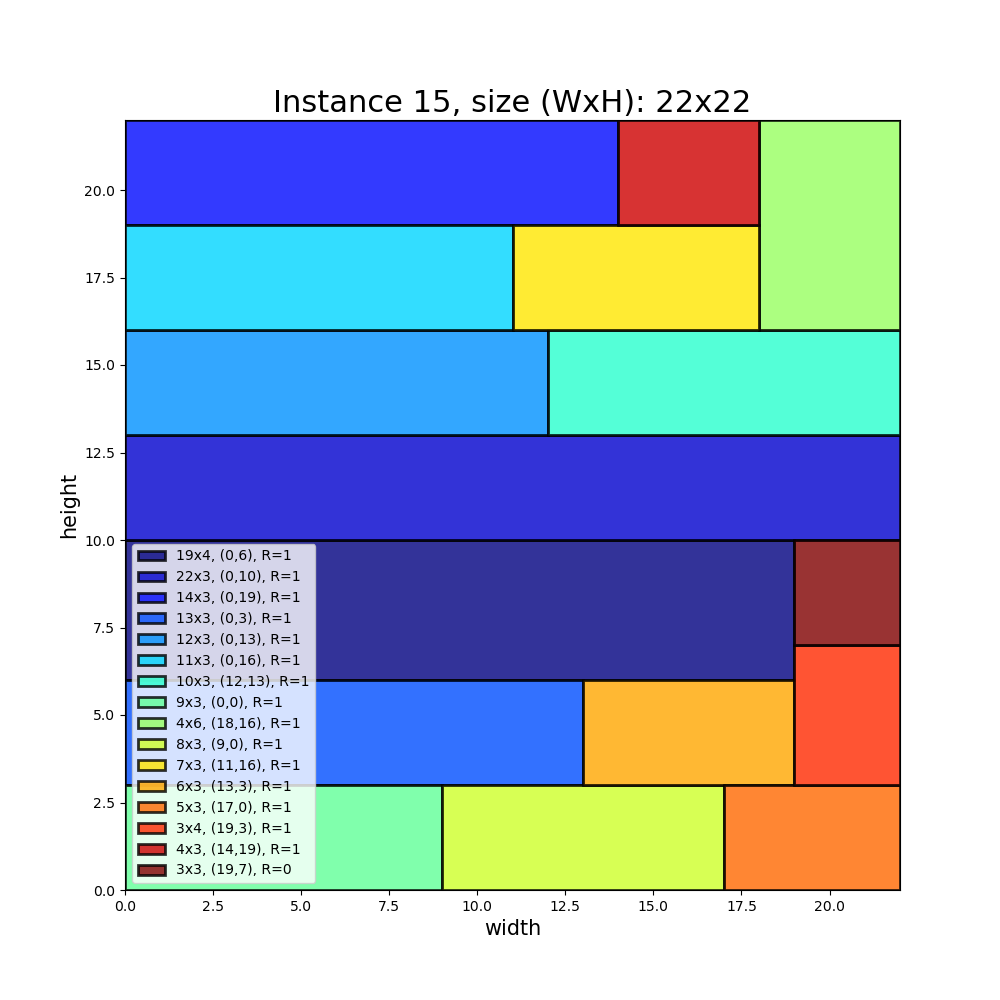 Instance 15, size (WxH): 22x22
20.0
17.5
15.0
12.5
10.0
7.5
5.0
2.5
0.0
height
19x4, (0,6), R=1
22x3, (0,10), R=1
14x3, (0,19), R=1
13x3, (0,3), R=1
12x3, (0,13), R=1
11x3, (0,16), R=1
10x3, (12,13), R=1
9x3, (0,0), R=1
4x6, (18,16), R=1
8x3, (9,0), R=1
7x3, (11,16), R=1
6x3, (13,3), R=1
5x3, (17,0), R=1
3x4, (19,3), R=1
4x3, (14,19), R=1
3x3, (19,7), R=0
0.0 2.5 5.0 7.5 10.0 12.5 15.0 17.5 20.0
width